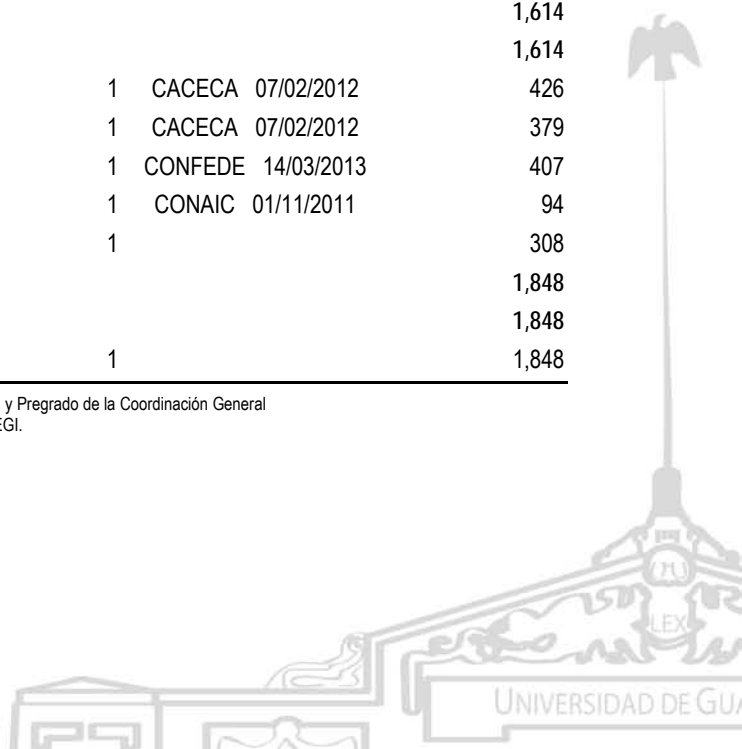 1,614
1,614
1 CACECA 07/02/2012 426
1 CACECA 07/02/2012 379
1 CONFEDE 14/03/2013 407
1 CONAIC 01/11/2011 94
1 308
1,848
1,848
1 1,848
y Pregrado de la Coordinación General
EGI.
LEX
UNIVERSIDAD DE GUA